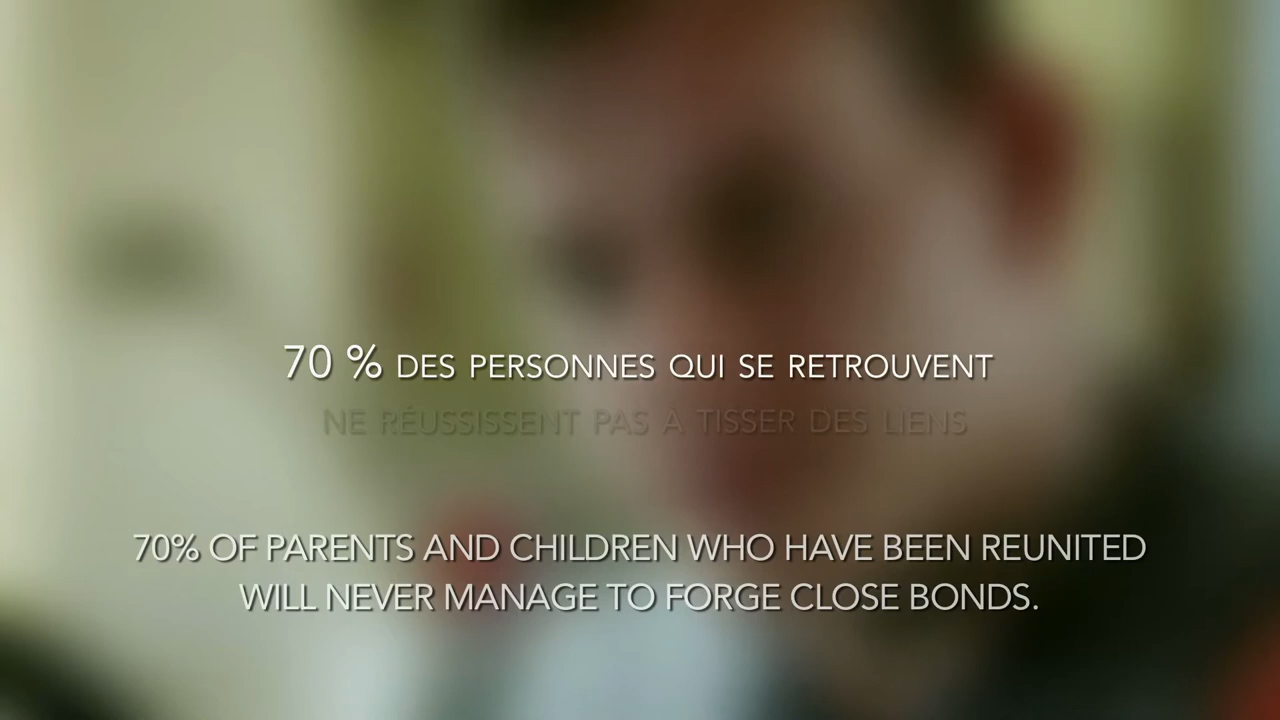 70 % DES PERSONNES QUI SE RETROUVENT
NE RÉUSSISSENT PAS À TISSER DES LIENS
70% OF PARENTS AND CHILDREN WHO HAVE BEEN REUNITED
WILL NEVER MANAGE TO FORGE CLOSE BONDS.